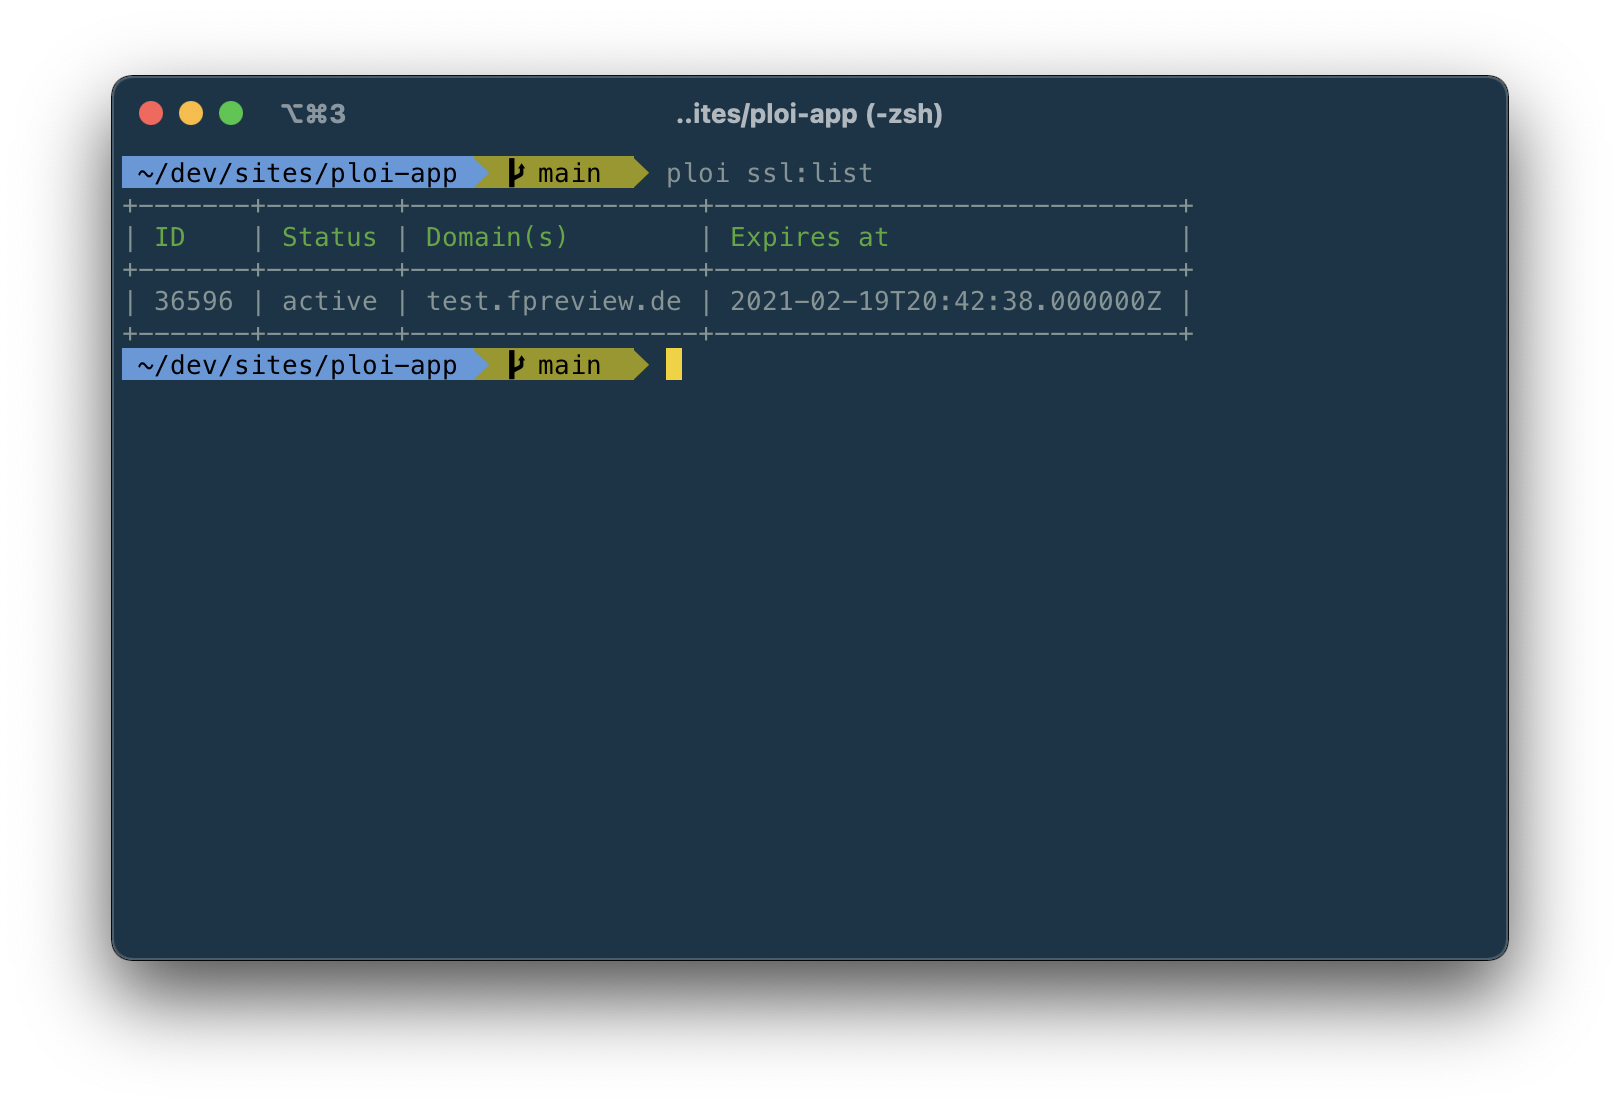 ⌥⌘3 ..ites/ploi-app (-zsh)
~/dev/sites/ploi-app main ploi ssl:list
+-------+--------+------------------+-----------------------------+
| ID    | Status | Domain(s)        | Expires at                  |
+-------+--------+------------------+-----------------------------+
| 36596 | active | test.fpreview.de | 2021-02-19T20:42:38.000000Z |
+-------+--------+------------------+-----------------------------+
~/dev/sites/ploi-app main